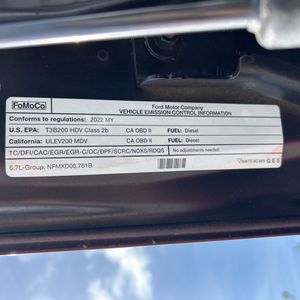 FoMoCo
Ford Motor Company
VEHICLE EMISSION CONTROL INFORMATION
Conforms to regulations: 2022 MY
U.S. EPA: T3B200 HDV Class 2b CA OBD II FUEL: Diesel
California: ULEV200 MDV CA OBD II FUEL: Diesel
TC/DFI/CAC/EGR/EGR-C/OC/DPF/SCRC/NOXS/RDQS No adjustments needed.
6.7L-Group: NFMXD06.761B